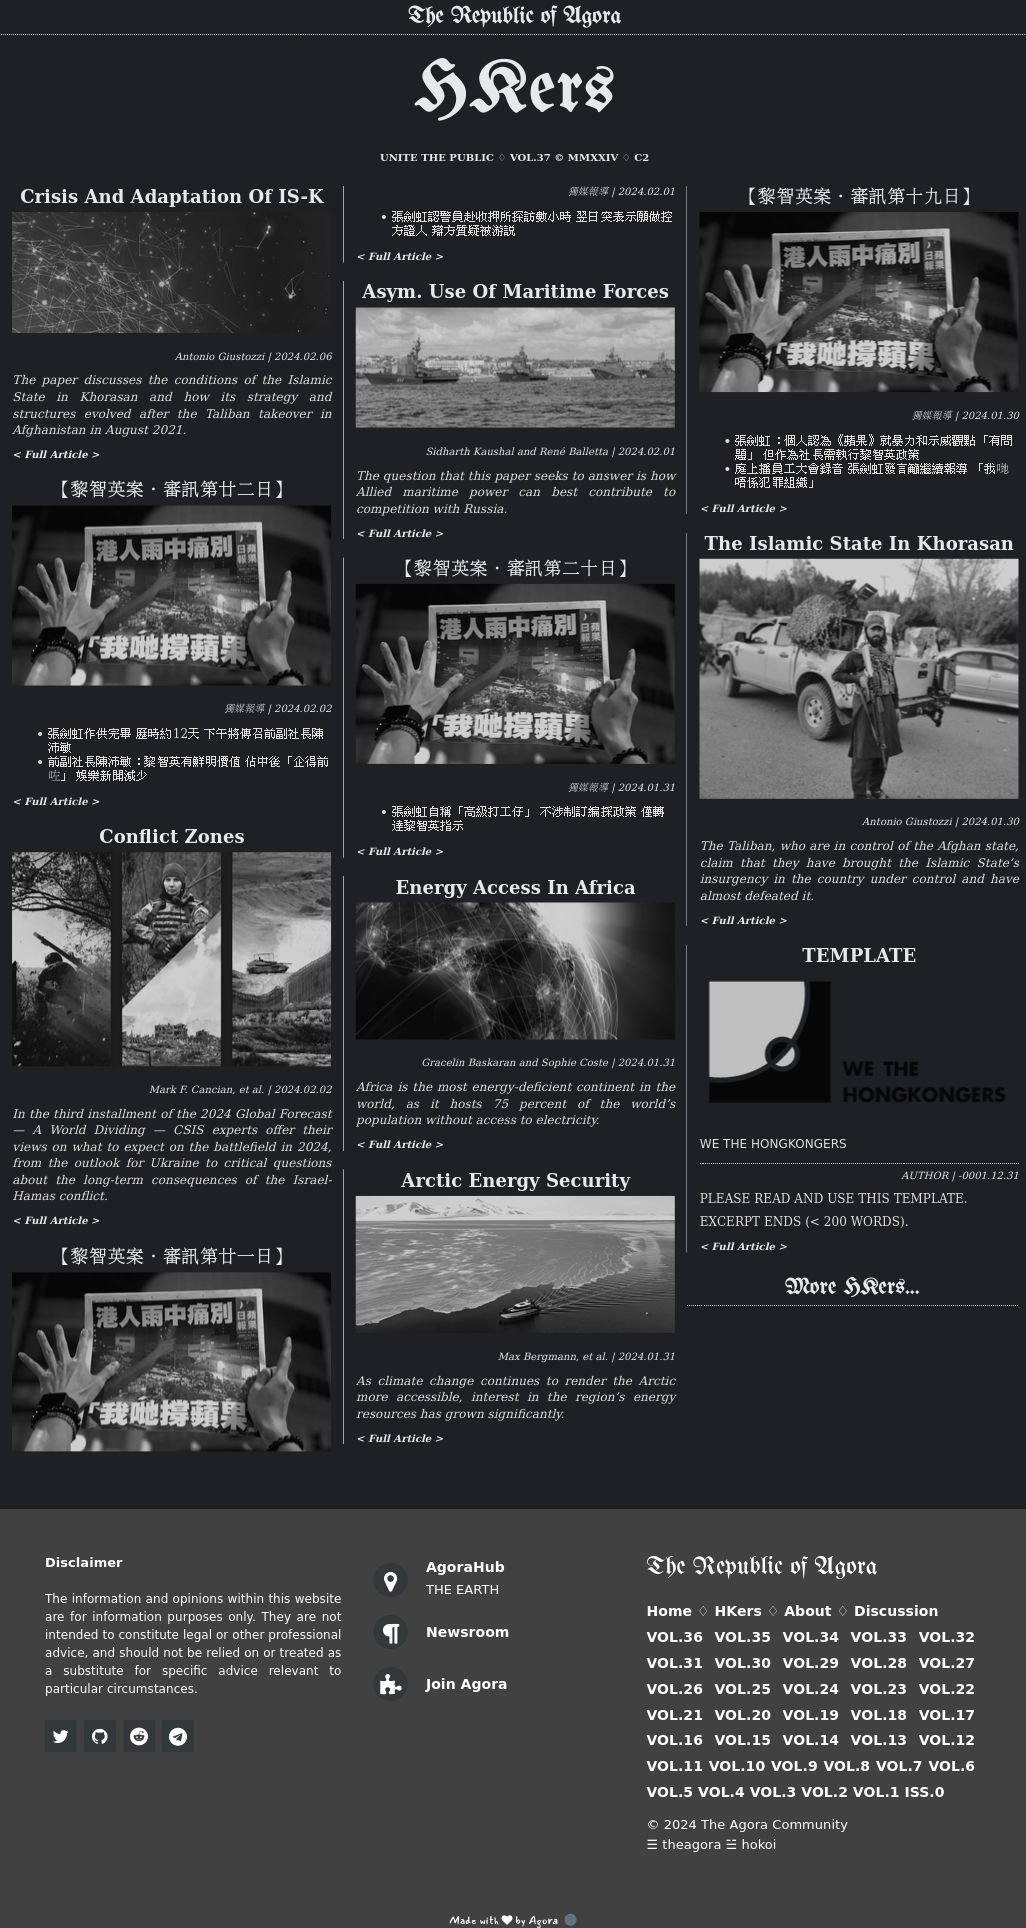 The Republic of Agora
HKers
UNITE THE PUBLIC ♢ VOL.37 © MMXXIV ♢ C2
Crisis And Adaptation Of IS-K
Antonio Giustozzi | 2024.02.06
The paper discusses the conditions of the Islamic
State in Khorasan and how its strategy and
structures evolved after the Taliban takeover in
Afghanistan in August 2021.
< Full Article >
【黎智英案・審訊第廿二日】
港人雨中痛別
蘋果日報
「我哋撐蘋果
獨媒報導 | 2024.02.02
• 張劍虹作供完畢 歷時約12天 下午將傳召前副社長陳
沛敏
• 前副社長陳沛敏：黎智英有鮮明價值 佔中後「企得前
咗」 娛樂新聞減少
< Full Article >
Conflict Zones
Mark F. Cancian, et al. | 2024.02.02
In the third installment of the 2024 Global Forecast
— A World Dividing — CSIS experts offer their
views on what to expect on the battlefield in 2024,
from the outlook for Ukraine to critical questions
about the long-term consequences of the Israel-
Hamas conflict.
< Full Article >
【黎智英案・審訊第廿一日】
港人雨中痛別
蘋果日報
「我哋撐蘋果
獨媒報導 | 2024.02.01
• 張劍虹認警員赴收押所探訪數小時 翌日突表示願做控
方證人 辯方質疑被游説
< Full Article >
Asym. Use Of Maritime Forces
Sidharth Kaushal and René Balletta | 2024.02.01
The question that this paper seeks to answer is how
Allied maritime power can best contribute to
competition with Russia.
< Full Article >
【黎智英案・審訊第二十日】
港人雨中痛別
蘋果日報
「我哋撐蘋果
獨媒報導 | 2024.01.31
• 張劍虹自稱「高級打工仔」 不涉制訂編採政策 僅轉
達黎智英指示
< Full Article >
Energy Access In Africa
Gracelin Baskaran and Sophie Coste | 2024.01.31
Africa is the most energy-deficient continent in the
world, as it hosts 75 percent of the world’s
population without access to electricity.
< Full Article >
Arctic Energy Security
Max Bergmann, et al. | 2024.01.31
As climate change continues to render the Arctic
more accessible, interest in the region’s energy
resources has grown significantly.
< Full Article >
【黎智英案・審訊第十九日】
港人雨中痛別
蘋果日報
「我哋撐蘋果
獨媒報導 | 2024.01.30
• 張劍虹：個人認為《蘋果》就暴力和示威觀點「有問
題」 但作為社長需執行黎智英政策
• 庭上播員工大會錄音 張劍虹發言籲繼續報導 「我哋
唔係犯罪組織」
< Full Article >
The Islamic State In Khorasan
Antonio Giustozzi | 2024.01.30
The Taliban, who are in control of the Afghan state,
claim that they have brought the Islamic State’s
insurgency in the country under control and have
almost defeated it.
< Full Article >
TEMPLATE
WE THE
HONGKONGERS
WE THE HONGKONGERS
AUTHOR | -0001.12.31
PLEASE READ AND USE THIS TEMPLATE.
EXCERPT ENDS (< 200 WORDS).
< Full Article >
More HKers...
Disclaimer
The information and opinions within this website
are for information purposes only. They are not
intended to constitute legal or other professional
advice, and should not be relied on or treated as
a substitute for specific advice relevant to
particular circumstances.
AgoraHub
THE EARTH
Newsroom
Join Agora
The Republic of Agora
Home ♢ HKers ♢ About ♢ Discussion
VOL.36 VOL.35 VOL.34 VOL.33 VOL.32
VOL.31 VOL.30 VOL.29 VOL.28 VOL.27
VOL.26 VOL.25 VOL.24 VOL.23 VOL.22
VOL.21 VOL.20 VOL.19 VOL.18 VOL.17
VOL.16 VOL.15 VOL.14 VOL.13 VOL.12
VOL.11 VOL.10 VOL.9 VOL.8 VOL.7 VOL.6
VOL.5 VOL.4 VOL.3 VOL.2 VOL.1 ISS.0
© 2024 The Agora Community
☰ theagora ☱ hokoi
Made with ❤ by Agora